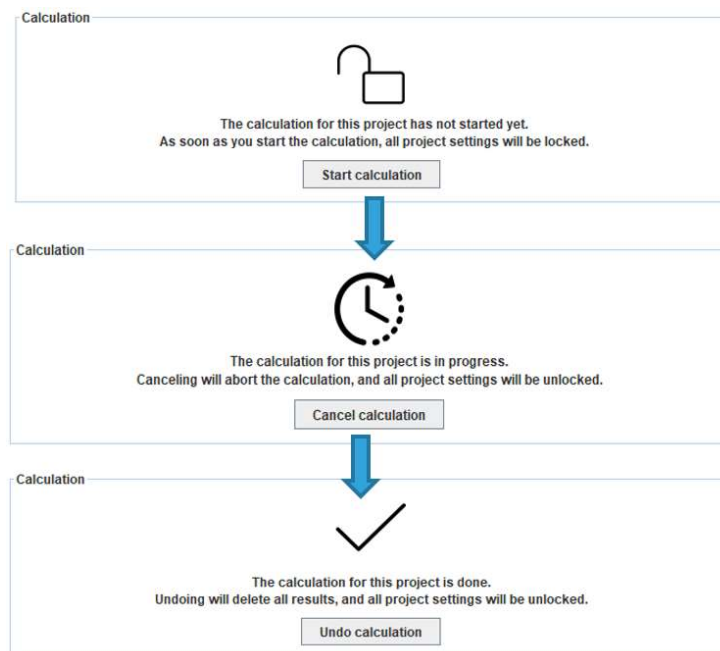 Calculation
The calculation for this project has not started yet.
As soon as you start the calculation, all project settings will be locked.
Start calculation
Calculation
The calculation for this project is in progress.
Canceling will abort the calculation, and all project settings will be unlocked.
Cancel calculation
Calculation
The calculation for this project is done.
Undoing will delete all results, and all project settings will be unlocked.
Undo calculation